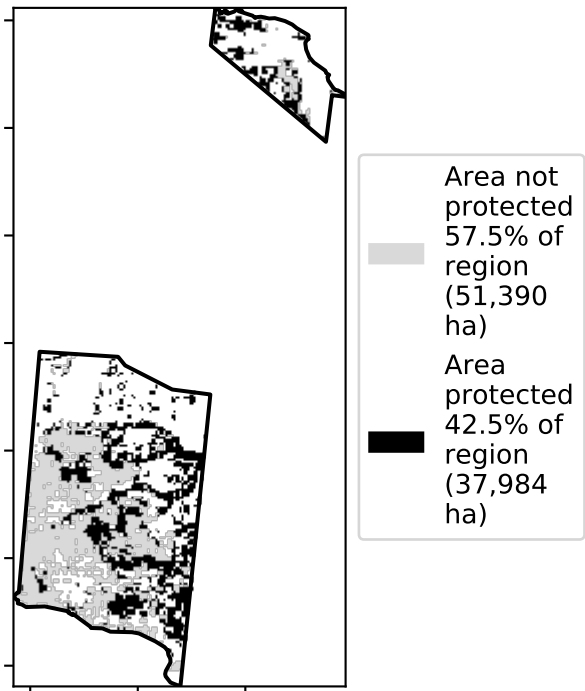 Area not
protected
57.5% of
region
(51,390
ha)
Area
protected
42.5% of
region
(37,984
ha)